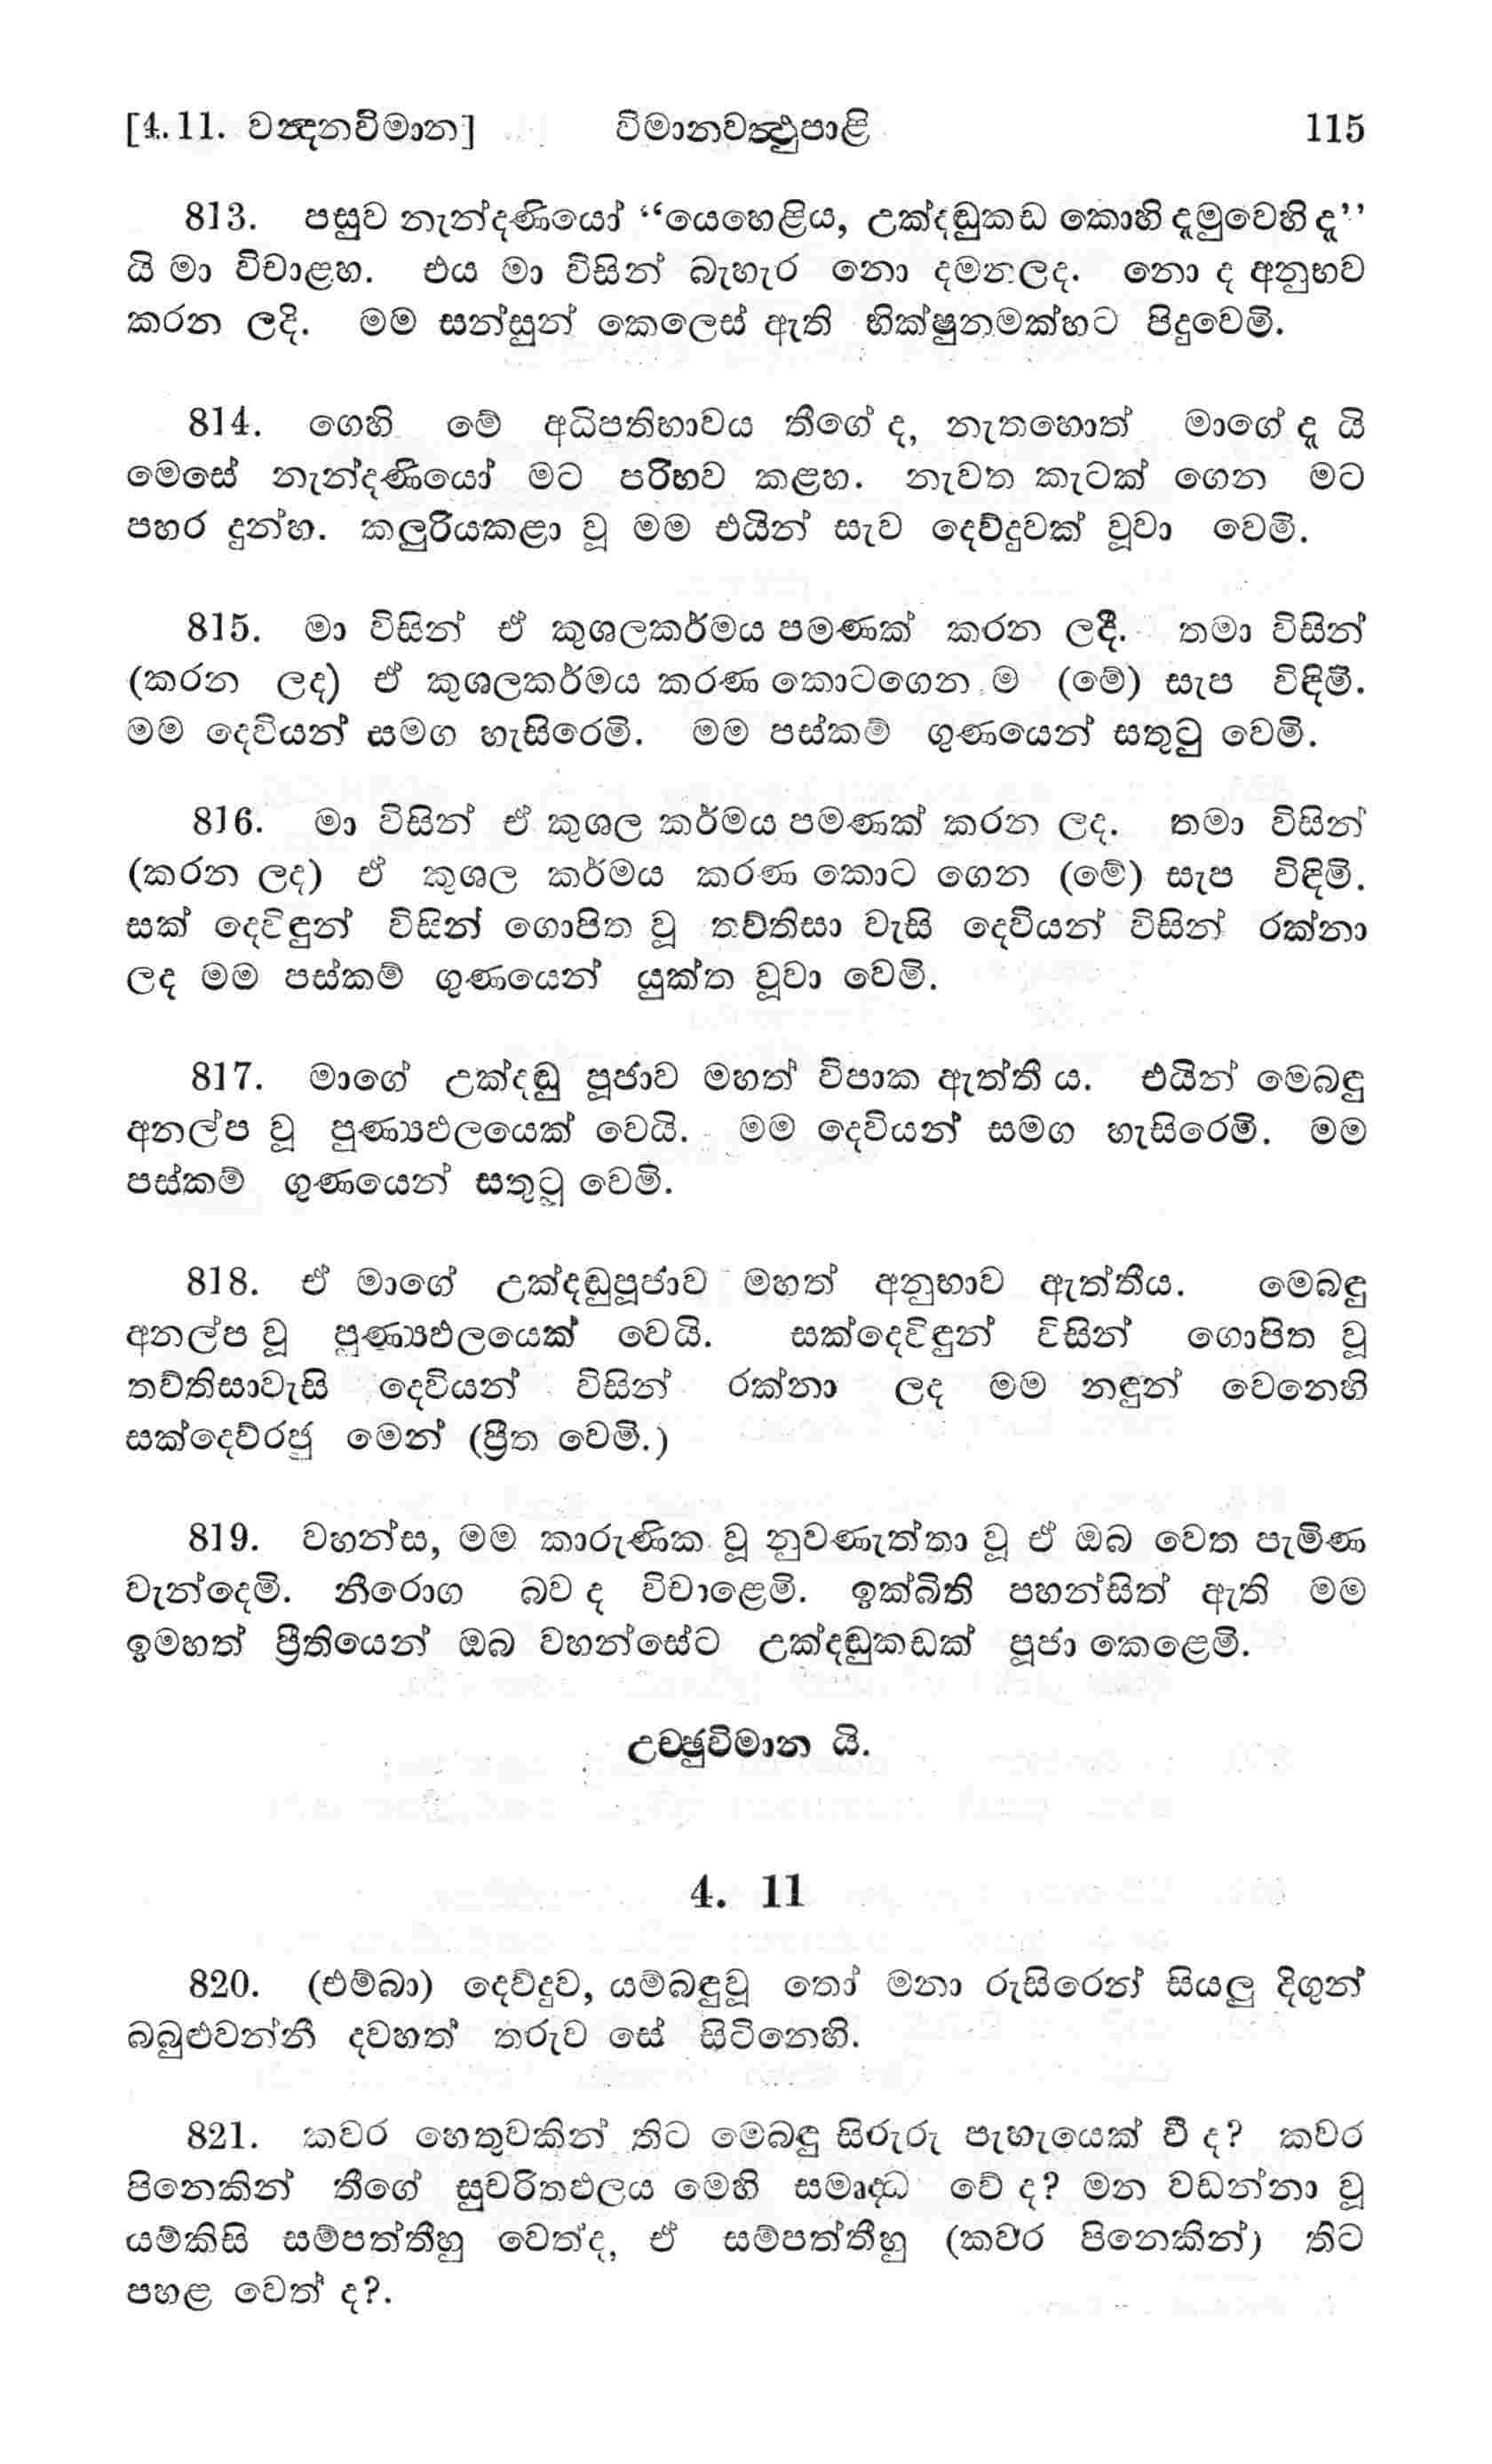 [4.11. වන්‍දනවිමාන] විමානවත්‍ථුපාළි 115
813. පසුව නැන්දණියෝ “යෙහෙළිය, උක්දඬුකඩ කොහි දැමුවෙහි දැ”
යි මා විචාළහ. එය මා විසින් බැහැර නො දමනලද. නො ද අනුභව
කරන ලදි. මම සන්සුන් කෙලෙස් ඇති භික්ෂුනමක්හට පිදුවෙමි.
814. ගෙහි මේ අධිපතිභාවය තීගේ ද, නැතහොත් මාගේ දැ යි
මෙසේ නැන්දණියෝ මට පරිභව කළහ. නැවත කැටක් ගෙන මට
පහර දුන්හ. කලුරියකළා වූ මම එයින් සැව දෙව්දුවක් වූවා වෙමි.
815. මා විසින් ඒ කුශලකර්මය පමණක් කරන ලදී. තමා විසින්
(කරන ලද) ඒ කුශලකර්මය කරණ කොටගෙන ම (මේ) සැප විඳිමි.
මම දෙවියන් සමග හැසිරෙමි. මම පස්කම් ගුණයෙන් සතුටු වෙමි.
816. මා විසින් ඒ කුශල කර්මය පමණක් කරන ලද. තමා විසින්
(කරන ලද) ඒ කුශල කර්මය කරණ කොට ගෙන (මේ) සැප විඳිමි.
සක් දෙවිඳුන් විසින් ගොපිත වූ තව්තිසා වැසි දෙවියන් විසින් රක්නා
ලද මම පස්කම් ගුණයෙන් යුක්ත වූවා වෙමි.
817. මාගේ උක්දඬු පූජාව මහත් විපාක ඇත්තී ය. එයින් මෙබඳු
අනල්ප වූ පුණ්‍යඵලයෙක් වෙයි. මම දෙවියන් සමග හැසිරෙමි. මම
පස්කම් ගුණයෙන් සතුටු වෙමි.
818. ඒ මාගේ උක්දඬුපූජාව මහත් අනුභාව ඇත්තීය. මෙබඳු
අනල්ප වූ පුණ්‍යඵලයෙක් වෙයි. සක්දෙවිඳුන් විසින් ගොපිත වූ
තව්තිසාවැසි දෙවියන් විසින් රක්නා ලද මම නඳුන් වෙනෙහි
සක්දෙව්රජු මෙන් (ප්‍රීත වෙමි.)
819. වහන්ස, මම කාරුණික වූ නුවණැත්තා වූ ඒ ඔබ වෙත පැමිණ
වැන්දෙමි. නීරොග බව ද විචාළෙමි. ඉක්බිති පහන්සිත් ඇති මම
ඉමහත් ප්‍රීතියෙන් ඔබ වහන්සේට උක්දඬුකඩක් පූජා කෙළෙමි.
උච්ඡුවිමාන යි.
4. 11
820. (එම්බා) දෙව්දුව, යම්බඳුවූ තෝ මනා රුසිරෙන් සියලු දිගුන්
බබුළුවන්නී දවහත් තරුව සේ සිටිනෙහි.
821. කවර හෙතුවකින් තිට මෙබඳු සිරුරු පැහැයෙක් වී ද? කවර
පිනෙකින් තීගේ සුචරිතඵලය මෙහි සමෘද්‍ධ වේ ද? මන වඩන්නා වූ
යම්කිසි සම්පත්තීහු වෙත්ද, ඒ සම්පත්තීහු (කවර පිනෙකින්) තිට
පහළ වෙත් ද?.